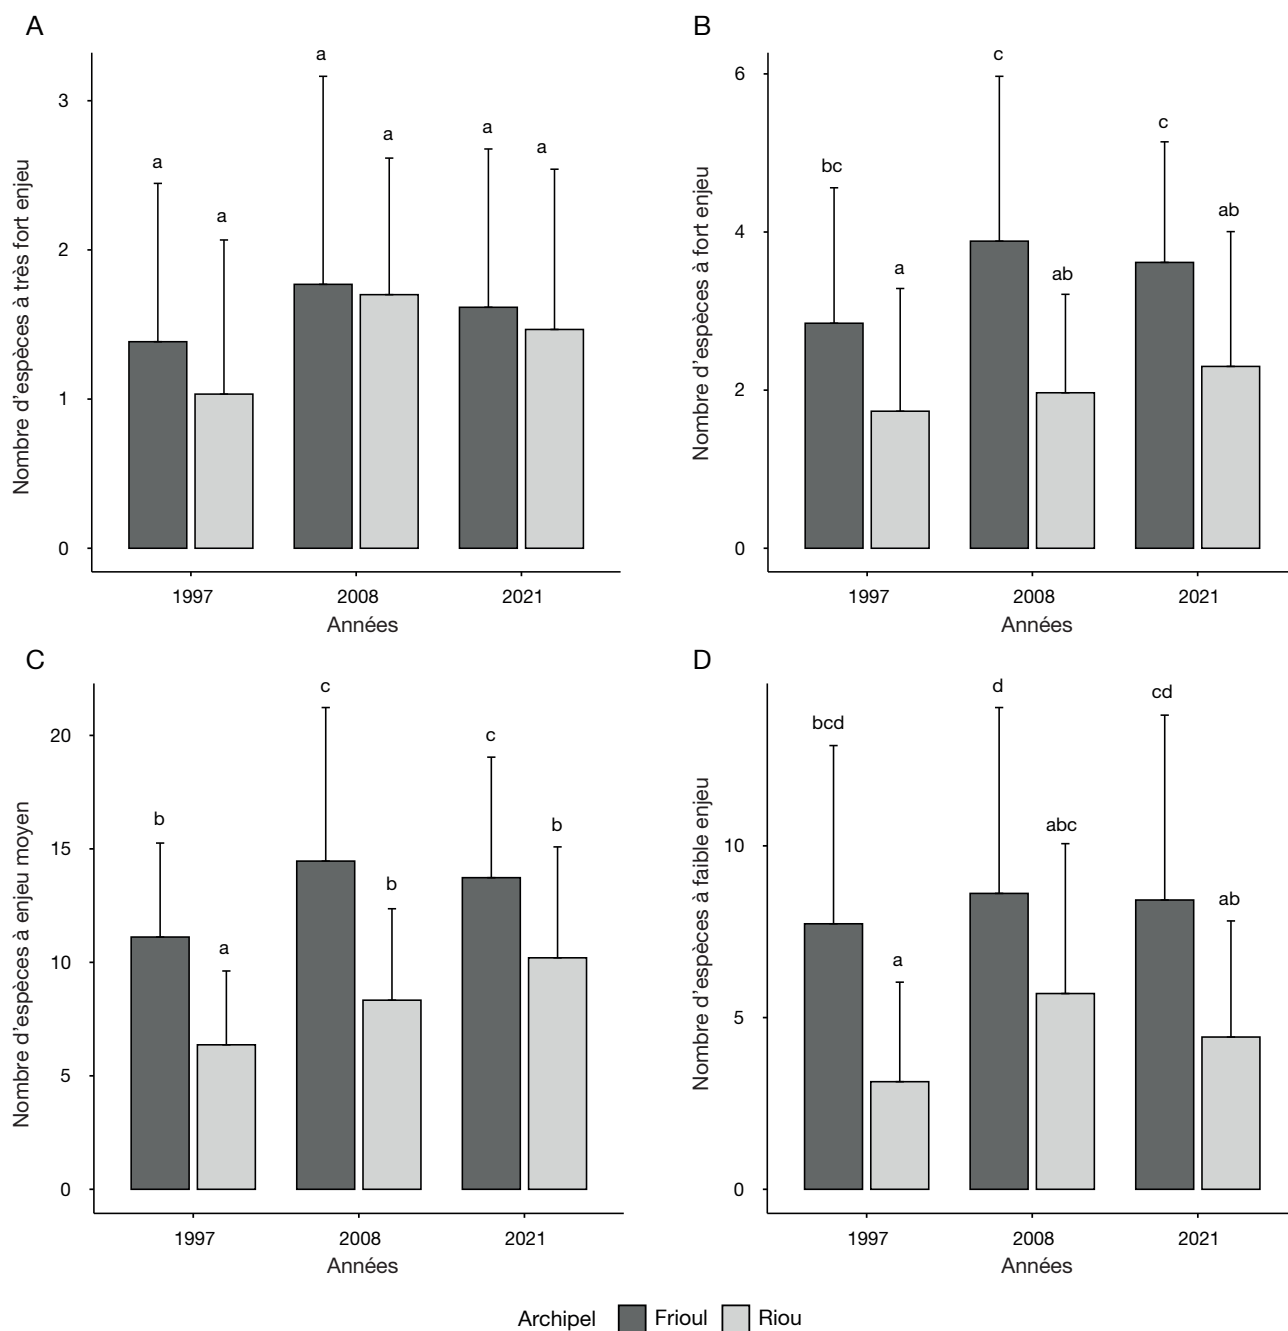 A
Nombre d'espèces à très fort enjeu
3
2
1
0
a
a
a
a
a
a
1997
2008
2021
Années
B
Nombre d'espèces à fort enjeu
6
4
2
0
bc
a
c
ab
c
ab
1997
2008
2021
Années
C
Nombre d'espèces à enjeu moyen
20
15
10
5
0
b
a
c
b
c
b
1997
2008
2021
Années
D
Nombre d'espèces à faible enjeu
10
5
0
bcd
a
d
abc
cd
ab
1997
2008
2021
Années
Archipel Frioul Riou